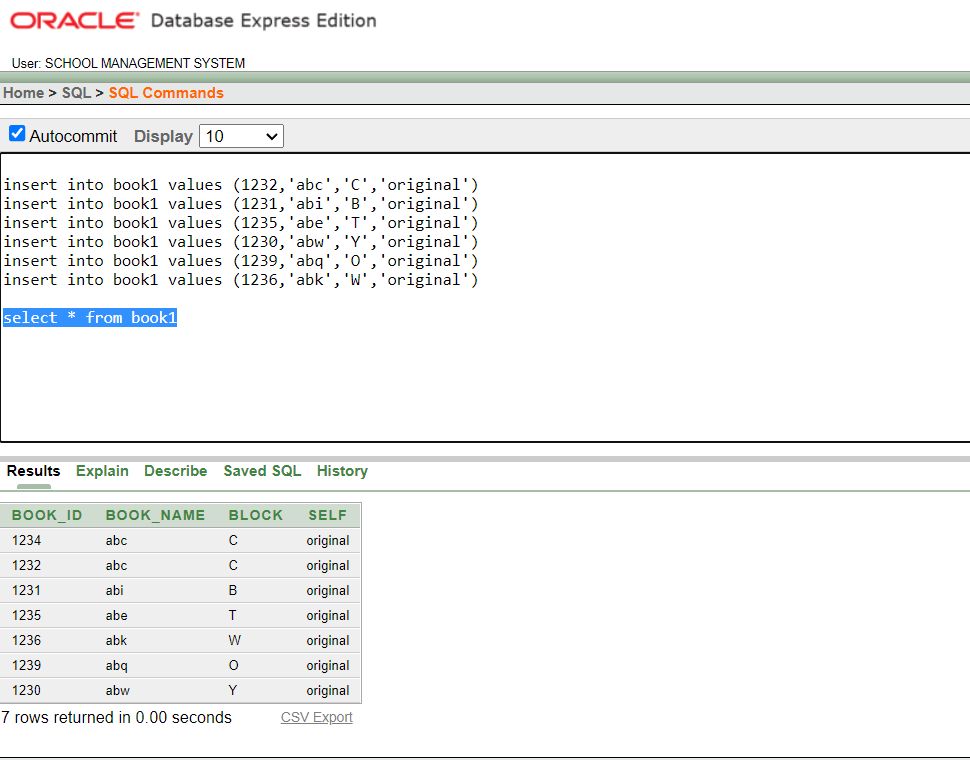 ORACLE® Database Express Edition
User: SCHOOL MANAGEMENT SYSTEM
Home > SQL > SQL Commands
Autocommit Display 10
insert into book1 values (1232,'abc','C','original')
insert into book1 values (1231,'abi','B','original')
insert into book1 values (1235,'abe','T','original')
insert into book1 values (1230,'abw','Y','original')
insert into book1 values (1239,'abq','O','original')
insert into book1 values (1236,'abk','W','original')
select * from book1
Results Explain Describe Saved SQL History
BOOK_ID BOOK_NAME BLOCK SELF
1234 abc C original
1232 abc C original
1231 abi B original
1235 abe T original
1236 abk W original
1239 abq O original
1230 abw Y original
7 rows returned in 0.00 seconds CSV Export